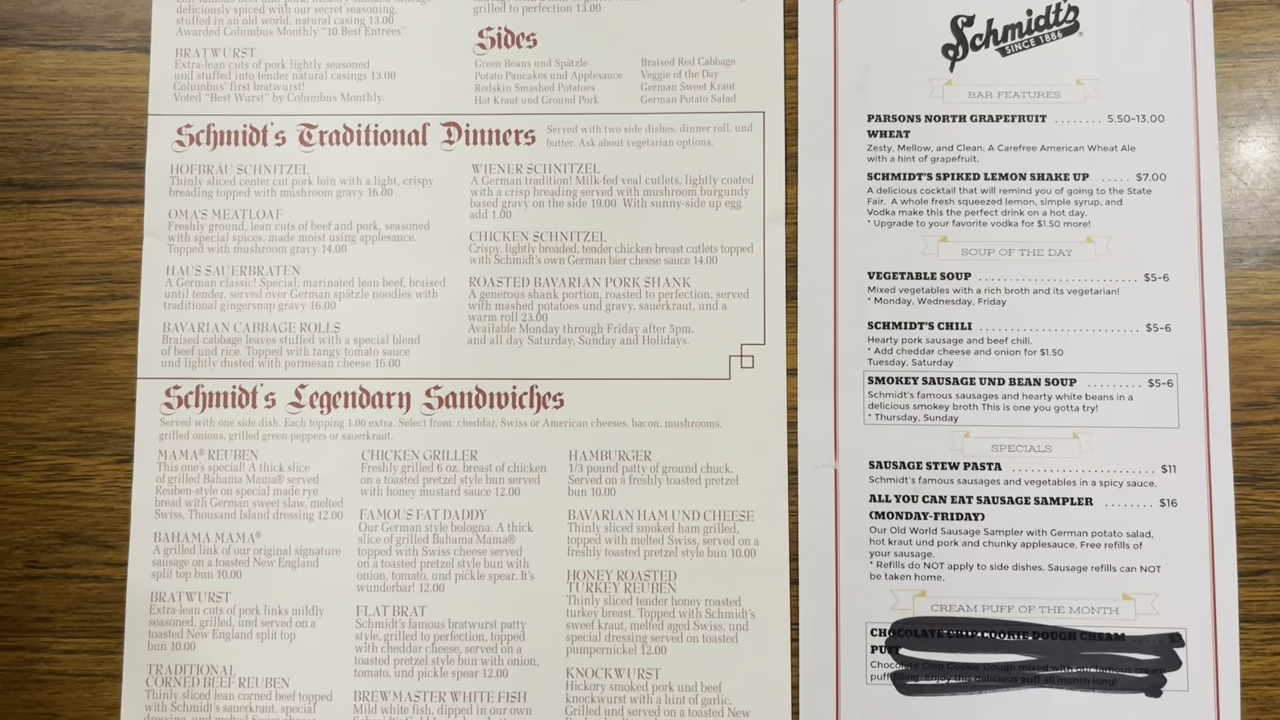 deliciously spiced with our secret seasoning,
stuffed in an old world, natural casing 13.00
Awarded Columbus Monthly "10 Best Entrees"
BRATWURST
Extra-lean cuts of pork lightly seasoned
and stuffed into tender natural casings 13.00
Columbus' first bratwurst!
Voted "Best Wurst" by Columbus Monthly.
grilled to perfection 13.00
Sides
Green Beans und Spätzle
Potato Pancakes und Applesauce
Redskin Smashed Potatoes
Hot Kraut und Ground Pork
Braised Red Cabbage
Veggie of the Day
German Sweet Kraut
German Potato Salad
Schmidt's Traditional Dinners
Served with two side dishes, dinner roll, und
butter. Ask about vegetarian options.
HOFBRÄU SCHNITZEL
Thinly sliced center cut pork loin with a light, crispy
breading topped with mushroom gravy 16.00
OMA'S MEATLOAF
Freshly ground, lean cuts of beef and pork, seasoned
with special spices, made moist using applesauce.
Topped with mushroom gravy 14.00
HAUS SAUERBRATEN
A German classic! Special, marinated lean beef, braised
until tender, served over German spätzle noodles with
traditional gingersnap gravy 16.00
BAVARIAN CABBAGE ROLLS
Braised cabbage leaves stuffed with a special blend
of beef und rice. Topped with tangy tomato sauce
und lightly dusted with parmesan cheese 16.00
WIENER SCHNITZEL
A German tradition! Milk-fed veal cutlets, lightly coated
with a crisp breading served with mushroom burgundy
based gravy on the side 19.00 With sunny-side up egg
add 1.00
CHICKEN SCHNITZEL
Crispy, lightly breaded, tender chicken breast cutlets topped
with Schmidt's own German bier cheese sauce 14.00
ROASTED BAVARIAN PORK SHANK
A generous shank portion, roasted to perfection, served
with mashed potatoes und gravy, sauerkraut, und a
warm roll 23.00
Available Monday through Friday after 5pm,
and all day Saturday, Sunday and Holidays.
Schmidt's Legendary Sandwiches
Served with one side dish. Each topping 1.00 extra. Select from: cheddar, Swiss or American cheeses, bacon, mushrooms,
grilled onions, grilled green peppers or sauerkraut.
MAMA® REUBEN
This one's special! A thick slice
of grilled Bahama Mama® served
Reuben-style on special made rye
bread with German sweet slaw, melted
Swiss, Thousand Island dressing 12.00
BAHAMA MAMA®
A grilled link of our original signature
sausage on a toasted New England
split top bun 10.00
BRATWURST
Extra-lean cuts of pork links mildly
seasoned, grilled, und served on a
toasted New England split top
bun 10.00
TRADITIONAL
CORNED BEEF REUBEN
Thinly sliced lean corned beef topped
with Schmidt's sauerkraut, special
CHICKEN GRILLER
Freshly grilled 6 oz. breast of chicken
on a toasted pretzel style bun served
with honey mustard sauce 12.00
FAMOUS FAT DADDY
Our German style bologna. A thick
slice of grilled Bahama Mama®
topped with Swiss cheese served
on a toasted pretzel style bun with
onion, tomato, and pickle spear. It's
wunderbar! 12.00
FLAT BRAT
Schmidt's famous bratwurst patty
style, grilled to perfection, topped
with cheddar cheese, served on a
toasted pretzel style bun with onion,
tomato, and pickle spear 12.00
BREWMASTER WHITE FISH
Mild white fish, dipped in our own
HAMBURGER
1/3 pound patty of ground chuck.
Served on a freshly toasted pretzel
bun 10.00
BAVARIAN HAM UND CHEESE
Thinly sliced smoked ham grilled,
topped with melted Swiss, served on a
freshly toasted pretzel style bun 10.00
HONEY ROASTED
TURKEY REUBEN
Thinly sliced tender honey roasted
turkey breast. Topped with Schmidt's
sweet kraut, melted aged Swiss, und
special dressing served on toasted
pumpernickel 12.00
KNOCKWURST
Hickory smoked pork und beef
knockwurst with a hint of garlic.
Grilled und served on a toasted New
Schmidt's®
SINCE 1886
BAR FEATURES
PARSONS NORTH GRAPEFRUIT ........ 5.50-13.00
WHEAT
Zesty, Mellow, and Clean. A Carefree American Wheat Ale
with a hint of grapefruit.
SCHMIDT'S SPIKED LEMON SHAKE UP ..... $7.00
A delicious cocktail that will remind you of going to the State
Fair. A whole fresh squeezed lemon, simple syrup, and
Vodka make this the perfect drink on a hot day.
* Upgrade to your favorite vodka for $1.50 more!
SOUP OF THE DAY
VEGETABLE SOUP .............................. $5-6
Mixed vegetables with a rich broth and its vegetarian!
* Monday, Wednesday, Friday
SCHMIDT'S CHILI .............................. $5-6
Hearty pork sausage and beef chili.
* Add cheddar cheese and onion for $1.50
Tuesday, Saturday
SMOKEY SAUSAGE UND BEAN SOUP ......... $5-6
Schmidt's famous sausages and hearty white beans in a
delicious smokey broth This is one you gotta try!
* Thursday, Sunday
SPECIALS
SAUSAGE STEW PASTA ......................... $11
Schmidt's famous sausages and vegetables in a spicy sauce.
ALL YOU CAN EAT SAUSAGE SAMPLER ........ $16
(MONDAY-FRIDAY)
Our Old World Sausage Sampler with German potato salad,
hot kraut und pork and chunky applesauce. Free refills of
your sausage.
* Refills do NOT apply to side dishes. Sausage refills can NOT
be taken home.
CREAM PUFF OF THE MONTH
CHOCOLATE CHIP COOKIE DOUGH CREAM
PUFF
Chocolate Chip Cookie Dough mixed with our famous cream
puff filling. Enjoy this delicious puff all month long!